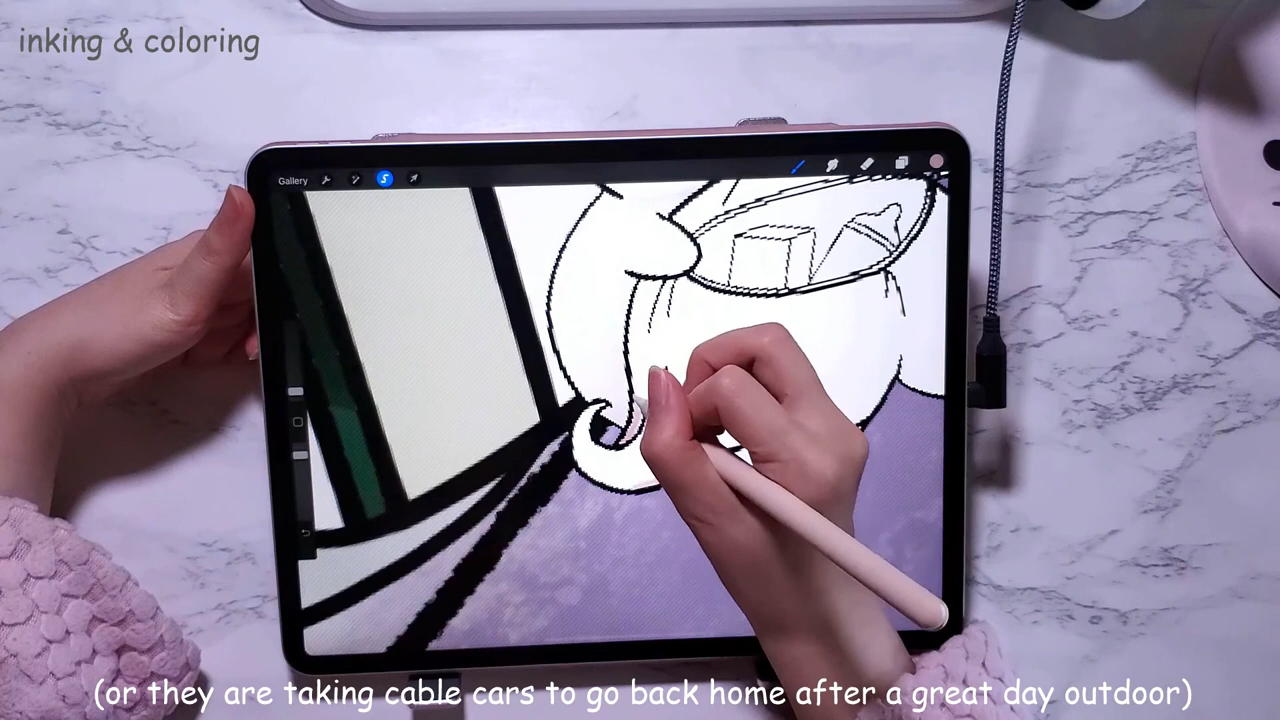 inking & coloring
Gallery
(or they are taking cable cars to go back home after a great day outdoor)